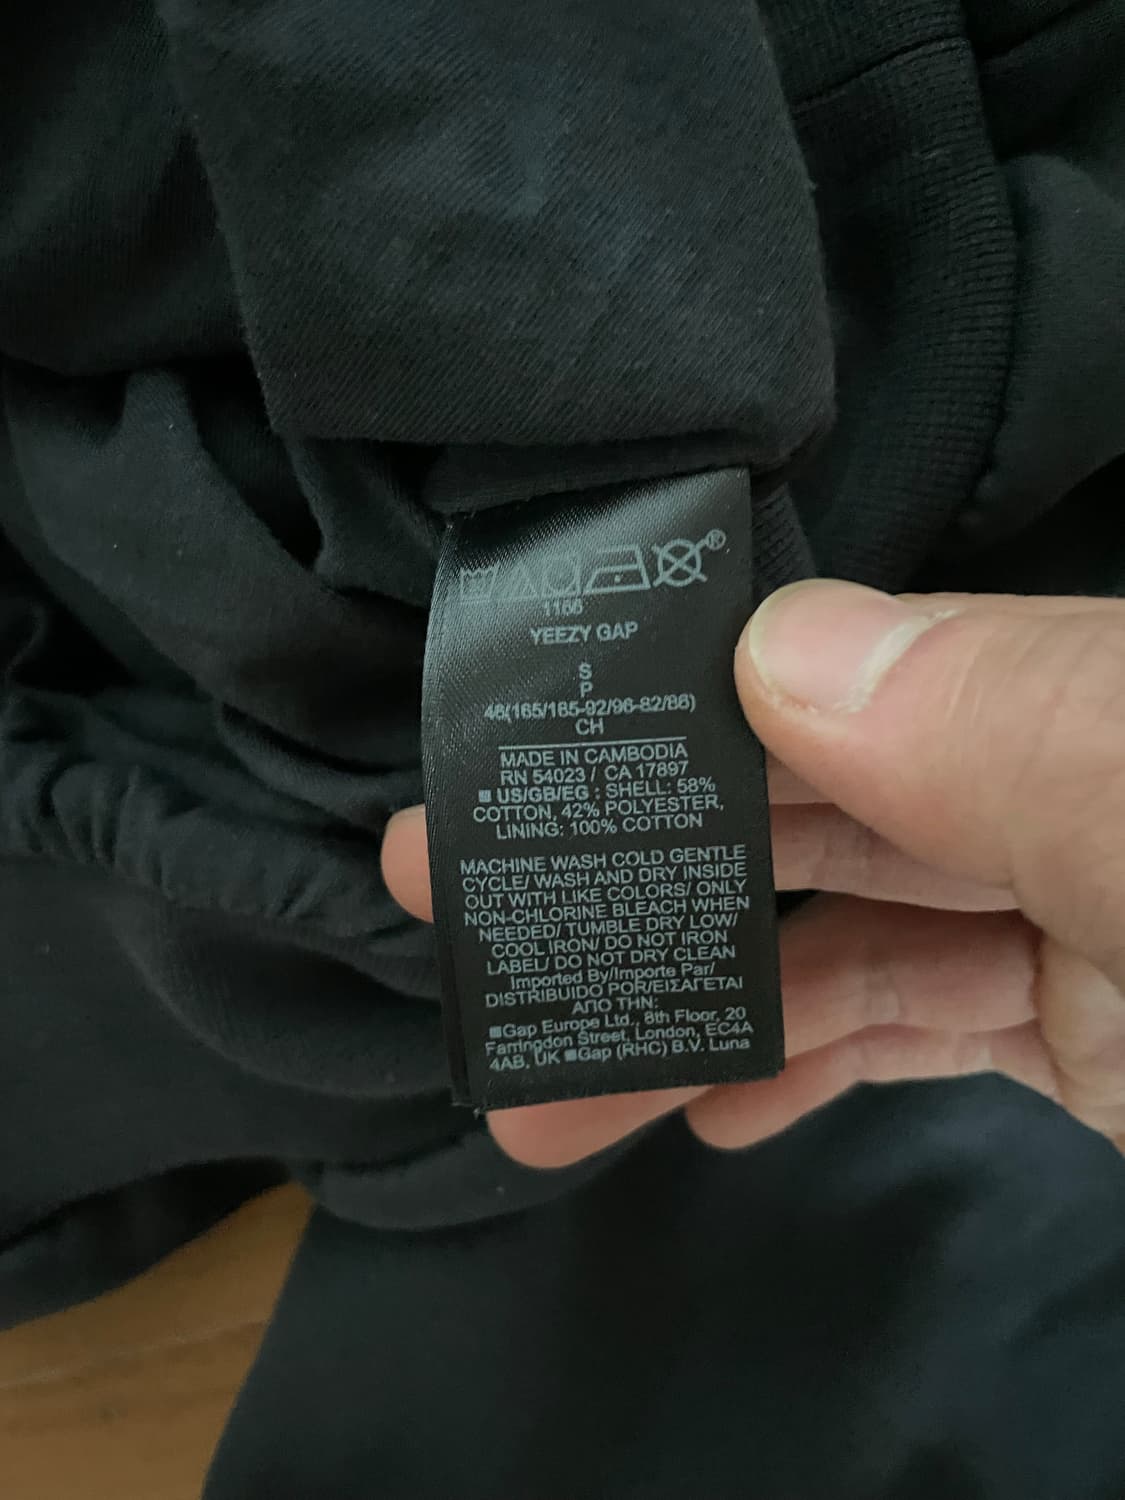 ®
1166
YEEZY GAP
S
P
46(165/185-92/96-82/86)
CH
MADE IN CAMBODIA
RN 54023 / CA 17897
US/GB/EG : SHELL: 58%
COTTON, 42% POLYESTER,
LINING: 100% COTTON
MACHINE WASH COLD GENTLE
CYCLE/ WASH AND DRY INSIDE
OUT WITH LIKE COLORS/ ONLY
NON-CHLORINE BLEACH WHEN
NEEDED/ TUMBLE DRY LOW/
COOL IRON/ DO NOT IRON
LABEL/ DO NOT DRY CLEAN
Imported By/Importe Par/
DISTRIBUIDO POR/ΕΙΣΑΓΕΤΑΙ
ΑΠΟ ΤΗΝ:
Gap Europe Ltd., 8th Floor, 20
Farringdon Street, London, EC4A
4AB, UK Gap (RHC) B.V. Luna